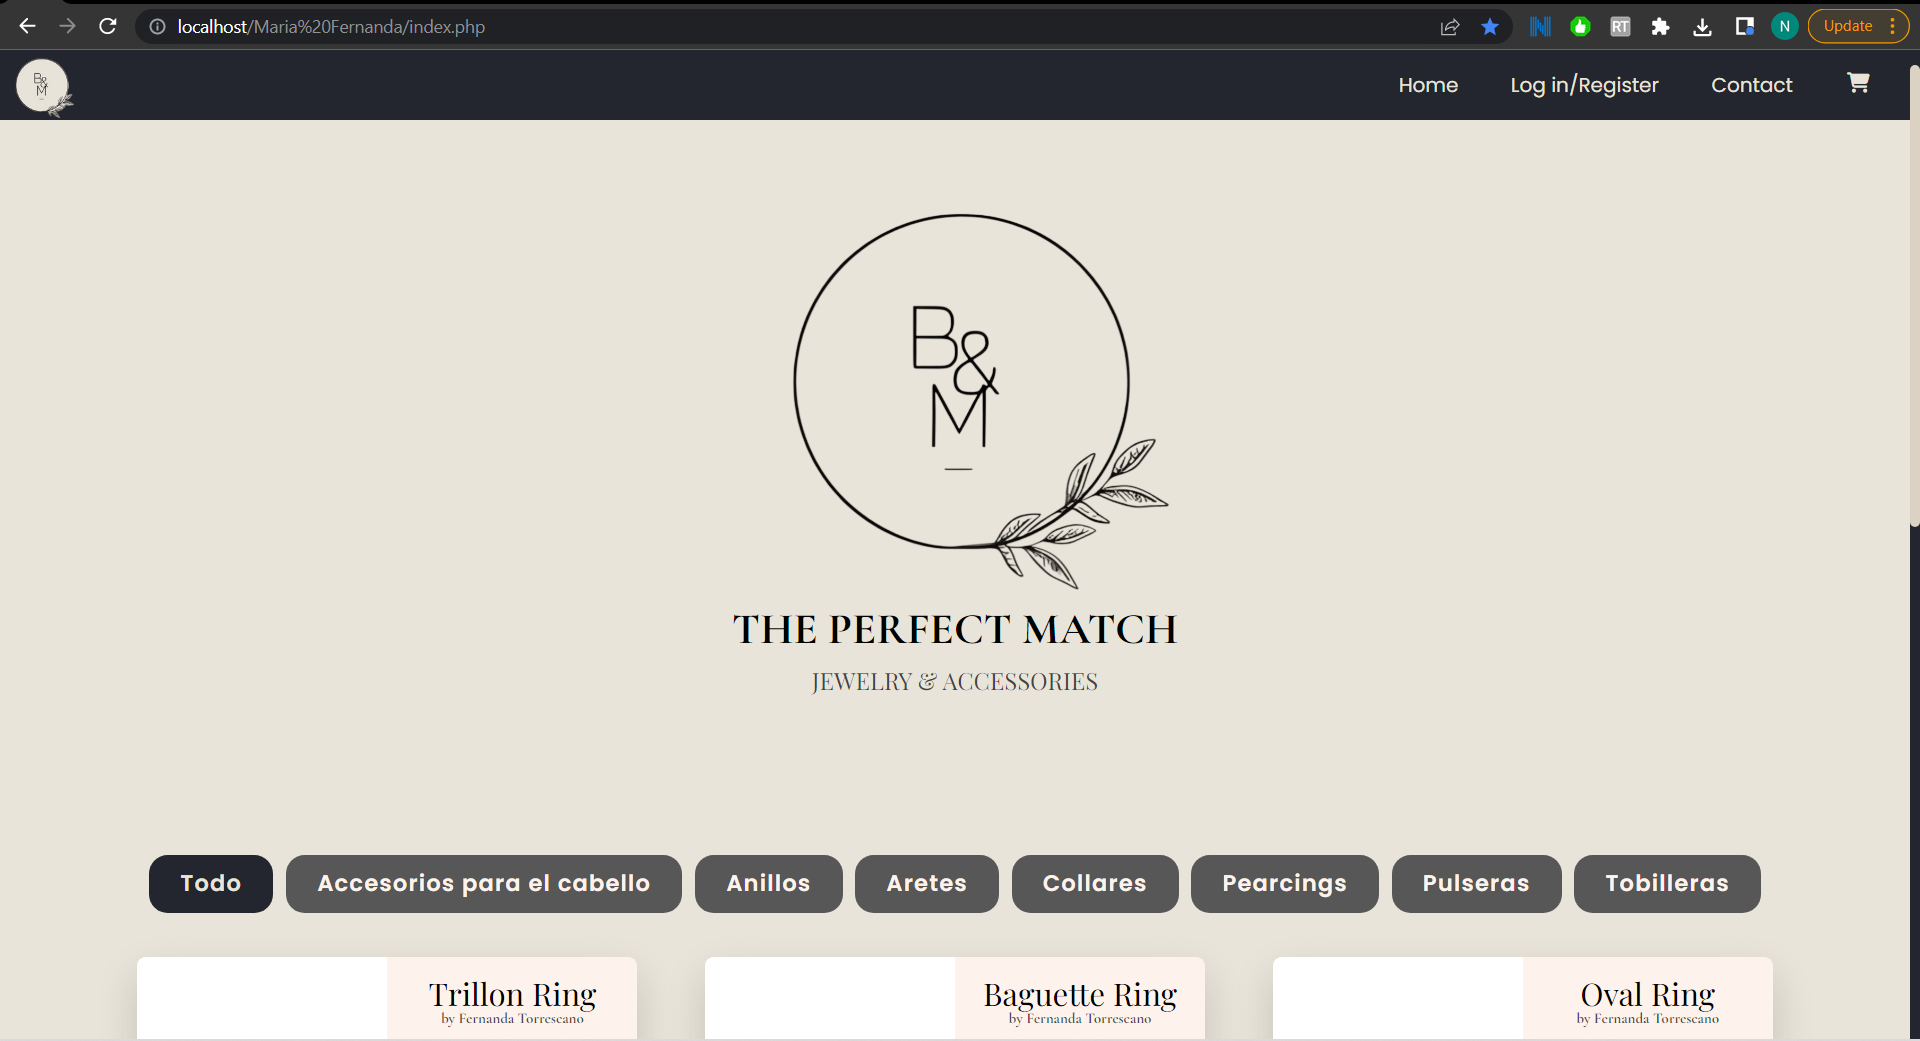 localhost/Maria%20Fernanda/index.php
RT
N
Update
B&M
Home
Log in/Register
Contact
B&
M
THE PERFECT MATCH
JEWELRY & ACCESSORIES
Todo
Accesorios para el cabello
Anillos
Aretes
Collares
Pearcings
Pulseras
Tobilleras
Trillon Ring
by Fernanda Torrescano
Baguette Ring
by Fernanda Torrescano
Oval Ring
by Fernanda Torrescano